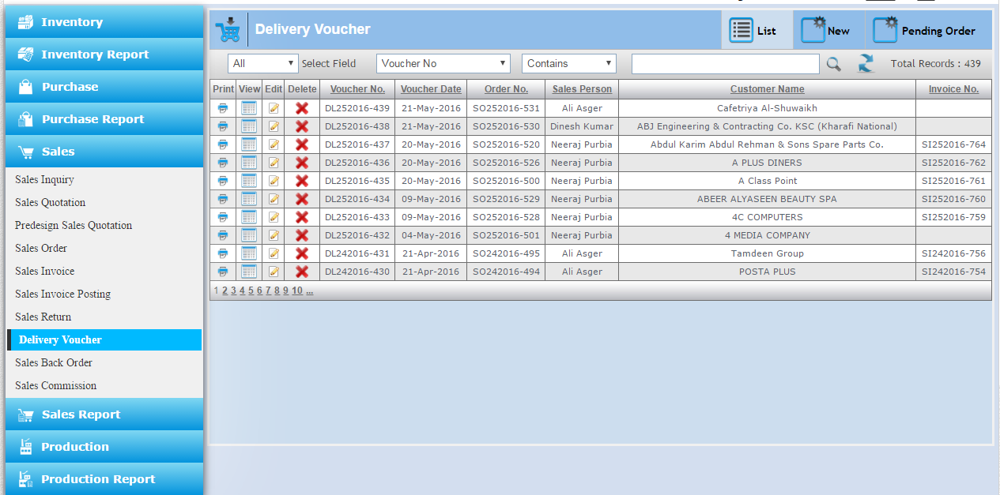 Inventory
Inventory Report
Purchase
Purchase Report
Sales
Sales Inquiry
Sales Quotation
Predesign Sales Quotation
Sales Order
Sales Invoice
Sales Invoice Posting
Sales Return
Delivery Voucher
Sales Back Order
Sales Commission
Sales Report
Production
Production Report
Delivery Voucher List New Pending Order
All Select Field Voucher No Contains Total Records : 439
Print View Edit Delete Voucher No. Voucher Date Order No. Sales Person Customer Name Invoice No.
DL252016-439 21-May-2016 SO252016-531 Ali Asger Cafetriya Al-Shuwaikh
DL252016-438 21-May-2016 SO252016-530 Dinesh Kumar ABJ Engineering & Contracting Co. KSC (Kharafi National)
DL252016-437 20-May-2016 SO252016-520 Neeraj Purbia Abdul Karim Abdul Rehman & Sons Spare Parts Co. SI252016-764
DL252016-436 20-May-2016 SO252016-526 Neeraj Purbia A PLUS DINERS SI252016-762
DL252016-435 20-May-2016 SO252016-500 Neeraj Purbia A Class Point SI252016-761
DL252016-434 09-May-2016 SO252016-529 Neeraj Purbia ABEER ALYASEEN BEAUTY SPA SI252016-760
DL252016-433 09-May-2016 SO252016-528 Neeraj Purbia 4C COMPUTERS SI252016-759
DL252016-432 04-May-2016 SO252016-501 Neeraj Purbia 4 MEDIA COMPANY
DL242016-431 21-Apr-2016 SO242016-495 Ali Asger Tamdeen Group SI242016-756
DL242016-430 21-Apr-2016 SO242016-494 Ali Asger POSTA PLUS SI242016-754
1 2 3 4 5 6 7 8 9 10 ...